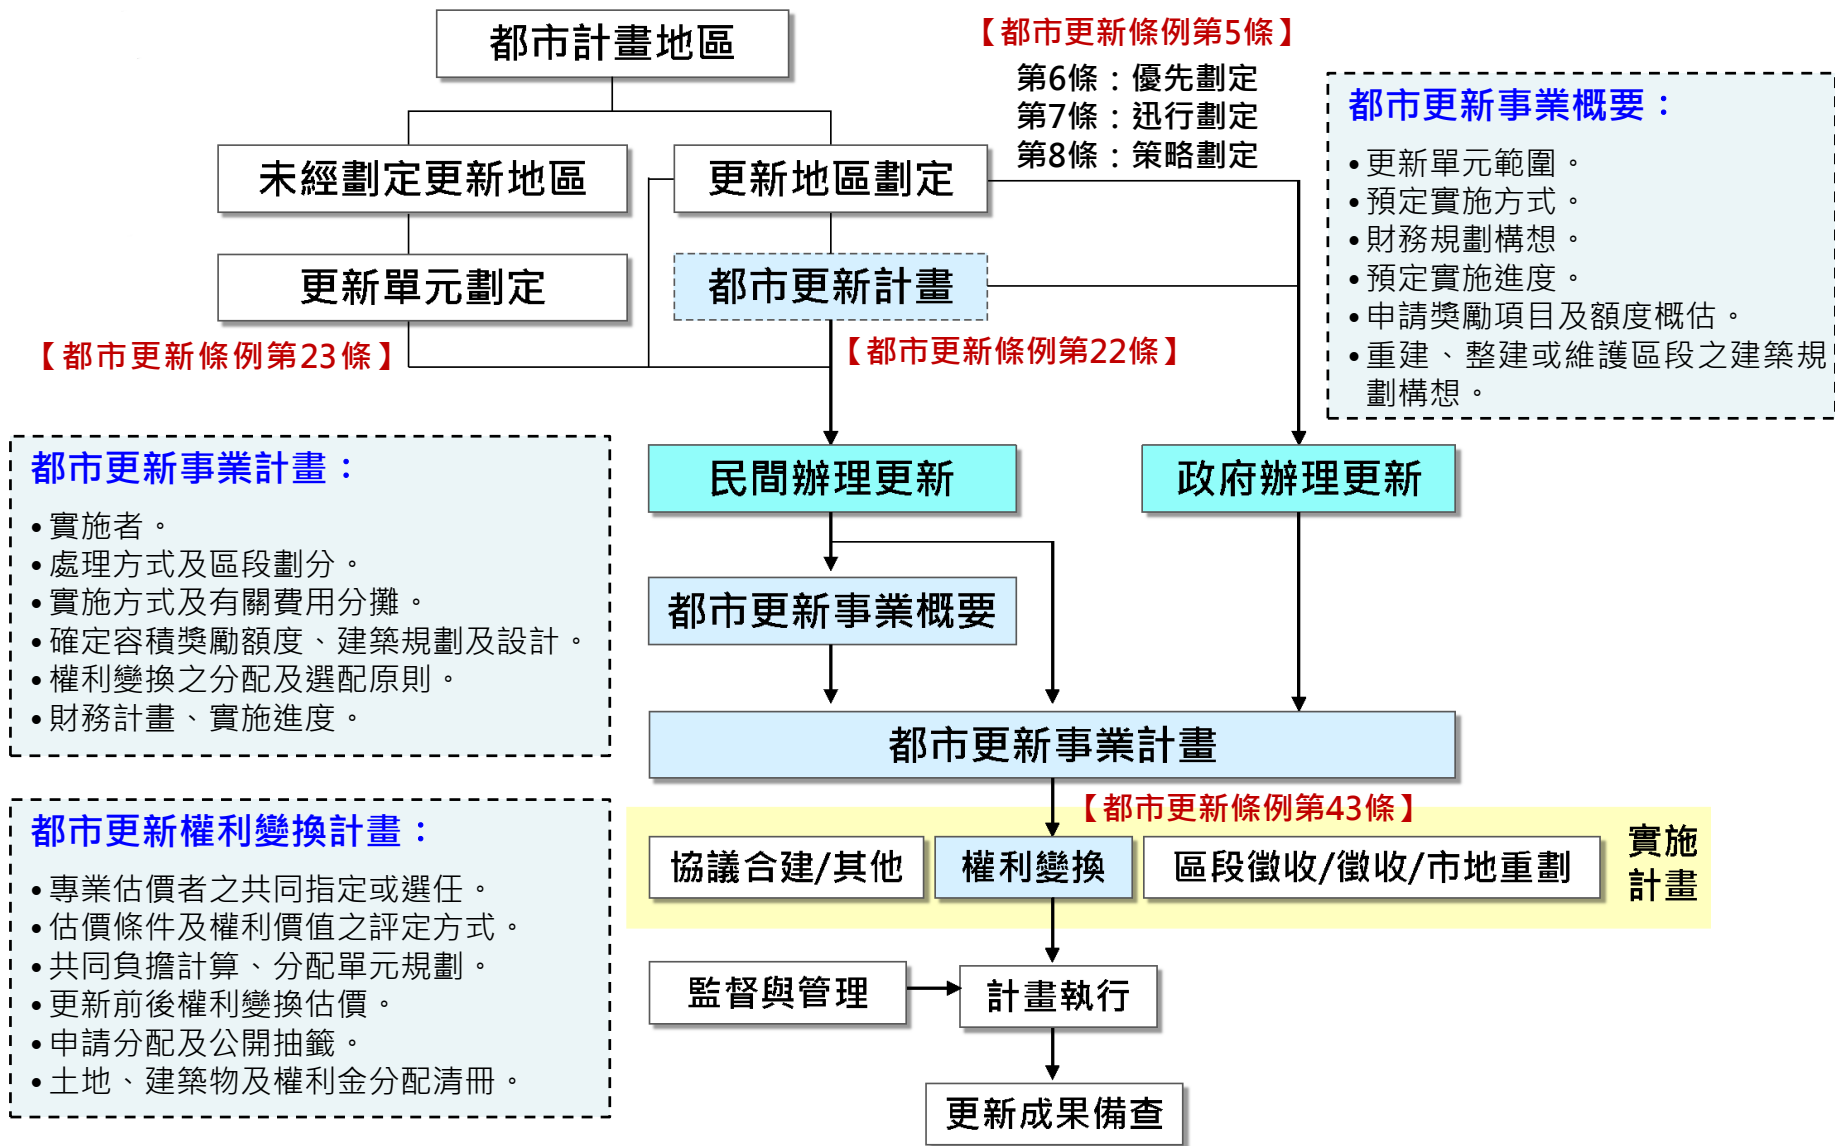 都市計畫地區
【都市更新條例第5條】
第6條：優先劃定
第7條：迅行劃定
第8條：策略劃定
未經劃定更新地區
更新地區劃定
更新單元劃定
都市更新計畫
【都市更新條例第23條】
【都市更新條例第22條】
都市更新事業概要：
•更新單元範圍。
•預定實施方式。
•財務規劃構想。
•預定實施進度。
•申請獎勵項目及額度概估。
•重建、整建或維護區段之建築規
劃構想。
民間辦理更新
政府辦理更新
都市更新事業計畫：
•實施者。
•處理方式及區段劃分。
•實施方式及有關費用分攤。
•確定容積獎勵額度、建築規劃及設計。
•權利變換之分配及選配原則。
•財務計畫、實施進度。
都市更新事業概要
都市更新事業計畫
【都市更新條例第43條】
協議合建/其他
權利變換
區段徵收/徵收/市地重劃
實施
計畫
都市更新權利變換計畫：
•專業估價者之共同指定或選任。
•估價條件及權利價值之評定方式。
•共同負擔計算、分配單元規劃。
•更新前後權利變換估價。
•申請分配及公開抽籤。
•土地、建築物及權利金分配清冊。
監督與管理
計畫執行
更新成果備查